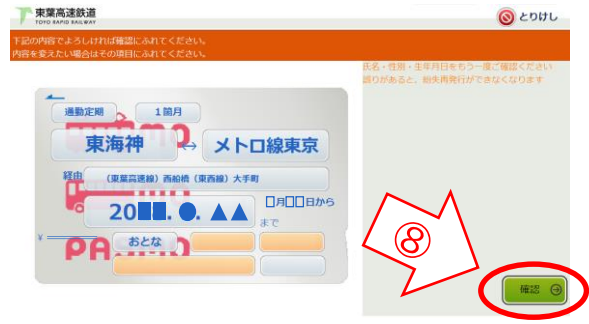 東葉高速鉄道
TOYO RAPID RAILWAY
とりけし
下記の内容でよろしければ確認にふれてください。
内容を変えたい場合はその項目にふれてください。
氏名・性別・生年月日をもう一度ご確認ください
誤りがあると、紛失再発行ができなくなります
通勤定期
1箇月
東海神
↔
メトロ線東京
経由
(東葉高速線) 西船橋 (東西線) 大手町
20■■. ●. ▲▲
□月□□日から
まで
¥
おとな
PASMO
⑧
確認